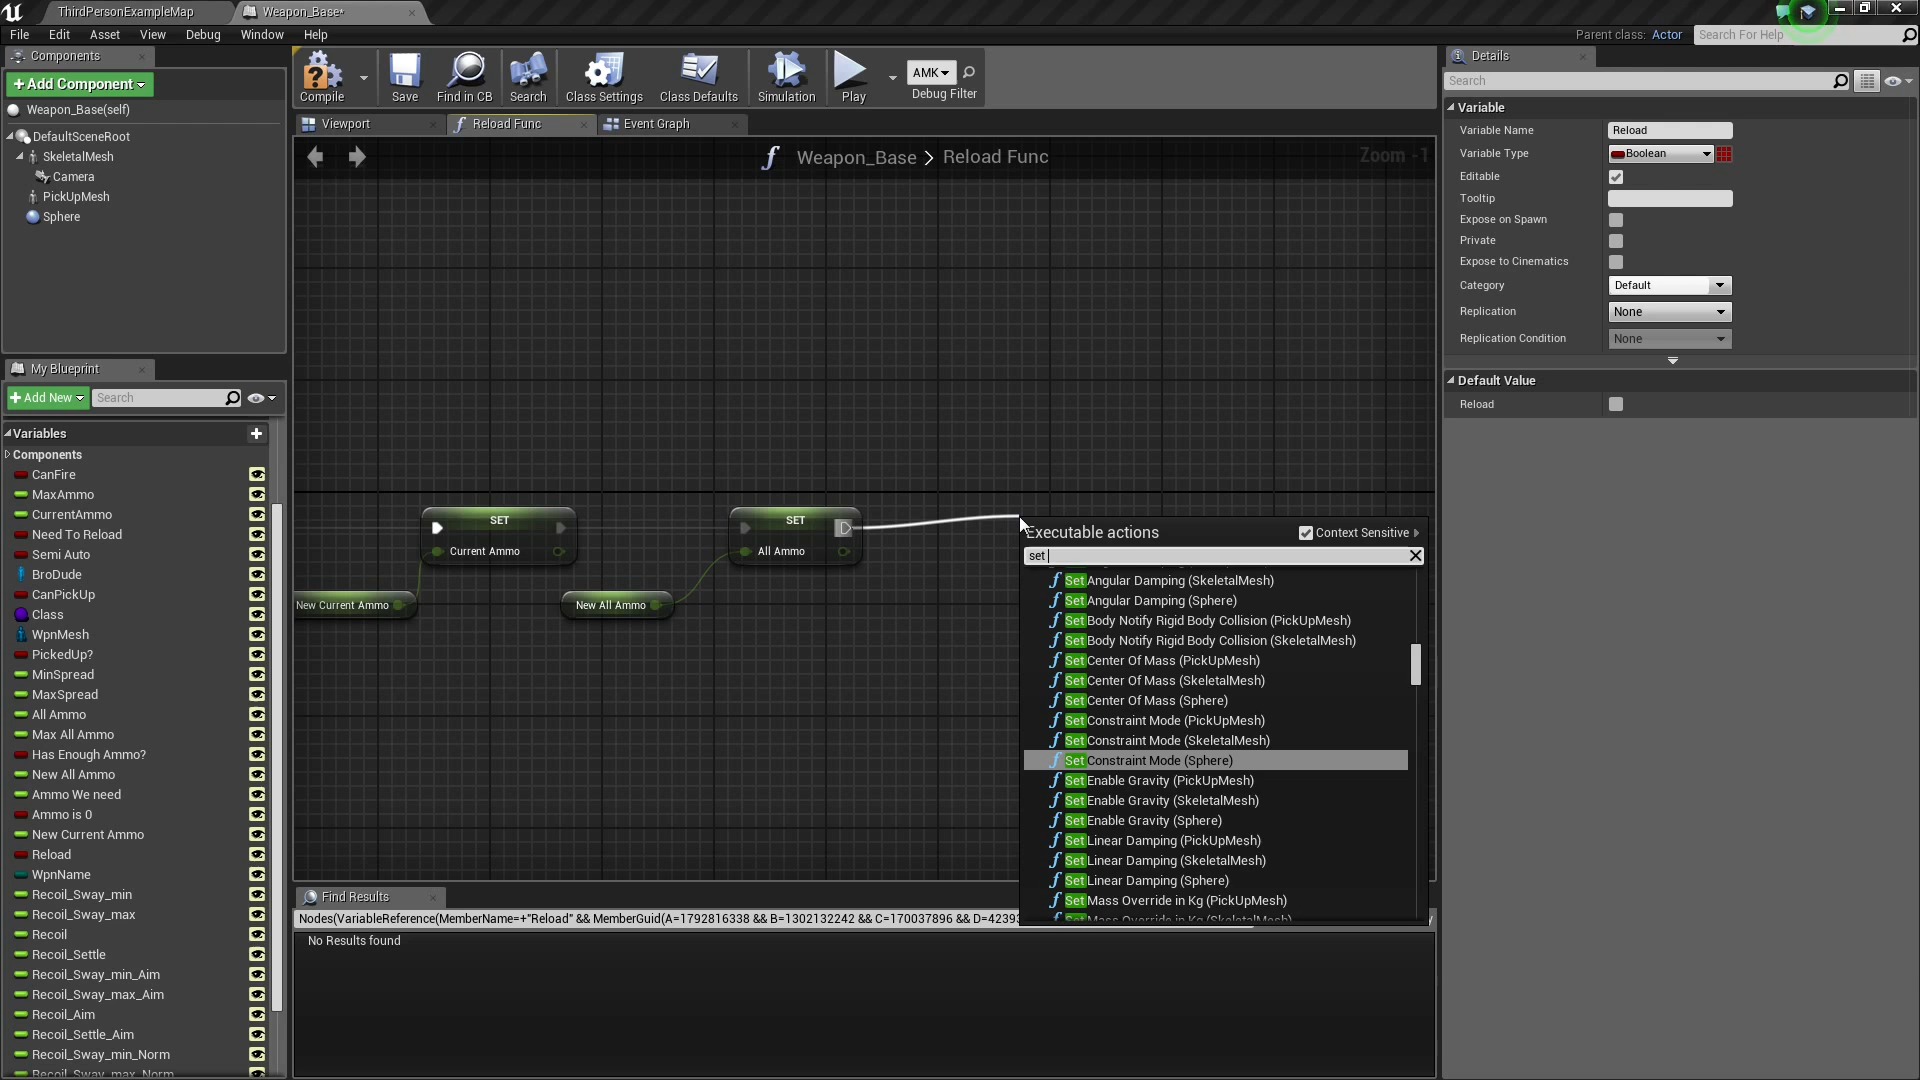 ThirdPersonExampleMap
Weapon_Base*
File Edit Asset View Debug Window Help
Parent class: Actor
Search For Help
Components
+Add Component
Weapon_Base(self)
DefaultSceneRoot
SkeletalMesh
Camera
PickUpMesh
Sphere
Compile
Save
Find in CB
Search
Class Settings
Class Defaults
Simulation
Play
AMK
Debug Filter
Viewport
Reload Func
Event Graph
Weapon_Base > Reload Func
Zoom -1
My Blueprint
+Add New
Search
Variables
Components
CanFire
MaxAmmo
CurrentAmmo
Need To Reload
Semi Auto
BroDude
CanPickUp
Class
WpnMesh
PickedUp?
MinSpread
MaxSpread
All Ammo
Max All Ammo
Has Enough Ammo?
New All Ammo
Ammo We need
Ammo is 0
New Current Ammo
Reload
WpnName
Recoil_Sway_min
Recoil_Sway_max
Recoil
Recoil_Settle
Recoil_Sway_min_Aim
Recoil_Sway_max_Aim
Recoil_Aim
Recoil_Settle_Aim
Recoil_Sway_min_Norm
Recoil_Sway_max_Norm
SET
Current Ammo
New Current Ammo
SET
All Ammo
New All Ammo
Executable actions
Context Sensitive
set
Set Angular Damping (SkeletalMesh)
Set Angular Damping (Sphere)
Set Body Notify Rigid Body Collision (PickUpMesh)
Set Body Notify Rigid Body Collision (SkeletalMesh)
Set Center Of Mass (PickUpMesh)
Set Center Of Mass (SkeletalMesh)
Set Center Of Mass (Sphere)
Set Constraint Mode (PickUpMesh)
Set Constraint Mode (SkeletalMesh)
Set Constraint Mode (Sphere)
Set Enable Gravity (PickUpMesh)
Set Enable Gravity (SkeletalMesh)
Set Enable Gravity (Sphere)
Set Linear Damping (PickUpMesh)
Set Linear Damping (SkeletalMesh)
Set Linear Damping (Sphere)
Set Mass Override in Kg (PickUpMesh)
Set Mass Override in Kg (SkeletalMesh)
Find Results
Nodes(VariableReference(MemberName=+"Reload" && MemberGuid(A=1792816338 && B=1302132242 && C=170037896 && D=42393
No Results found
Details
Search
Variable
Variable Name Reload
Variable Type Boolean
Editable
Tooltip
Expose on Spawn
Private
Expose to Cinematics
Category Default
Replication None
Replication Condition None
Default Value
Reload